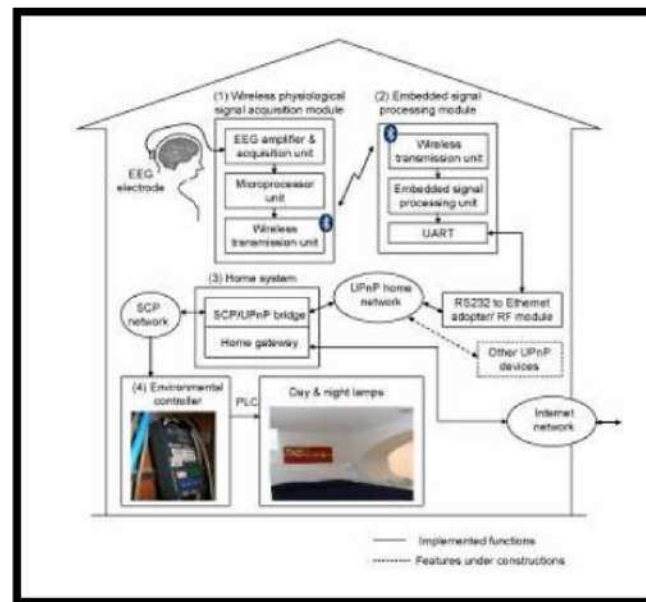 (1) Wireless physiological
signal acquisition module
(2) Embedded signal
processing module
EEG amplifier &
acquisition unit
Wireless
transmission unit
EEG
electrode
Microprocessor
unit
Embedded signal
processing unit
Wireless
transmission unit
UART
(3) Home system
UPnP home
network
SCP
network
SCP/UPnP bridge
RS232 to Ethernet
adopter/ RF module
Home gateway
Other UPnP
devices
(4) Environmental
controller
PLC
Day & night lamps
Internet
network
Implemented functions
Features under constructions